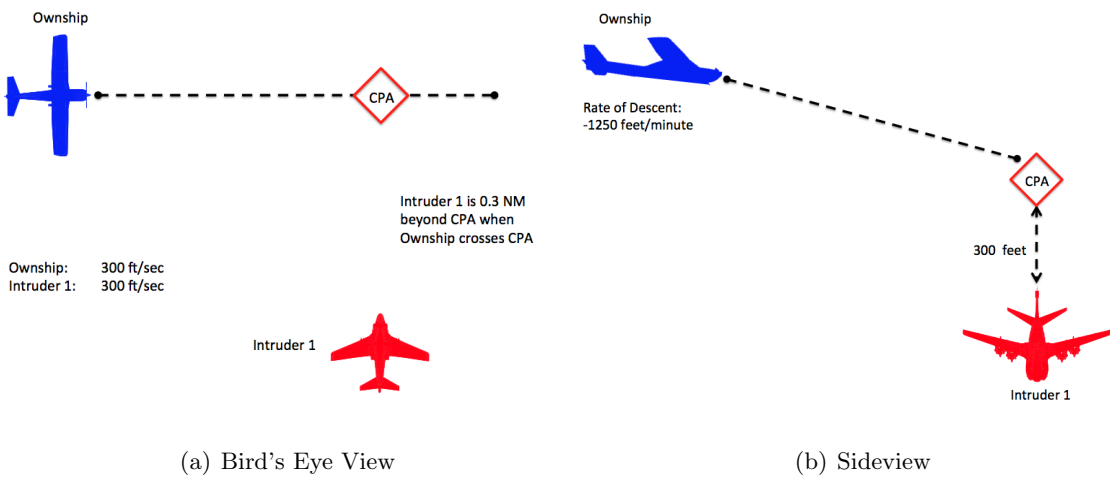 Ownship
CPA
Intruder 1 is 0.3 NM
beyond CPA when
Ownship crosses CPA
Ownship: 300 ft/sec
Intruder 1: 300 ft/sec
Intruder 1
(a) Bird's Eye View
Ownship
Rate of Descent:
-1250 feet/minute
CPA
300 feet
Intruder 1
(b) Sideview